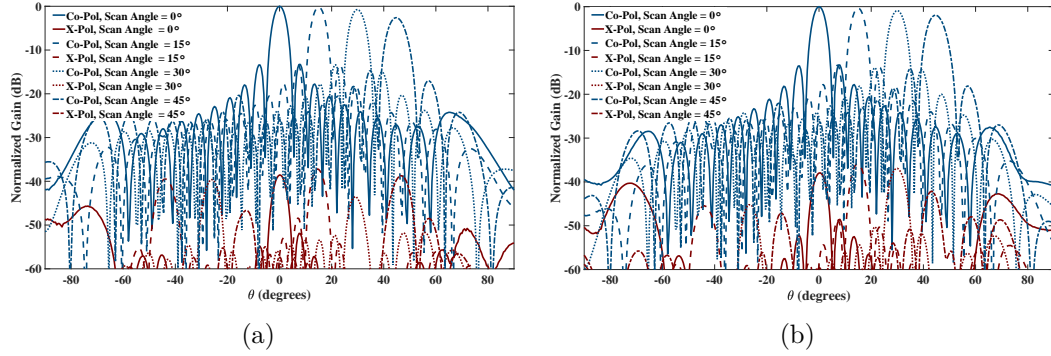 0
-10
-20
-30
-40
-50
-60
Normalized Gain (dB)
Co-Pol, Scan Angle = 0°
X-Pol, Scan Angle = 0°
Co-Pol, Scan Angle = 15°
X-Pol, Scan Angle = 15°
Co-Pol, Scan Angle = 30°
X-Pol, Scan Angle = 30°
Co-Pol, Scan Angle = 45°
X-Pol, Scan Angle = 45°
-80 -60 -40 -20 0 20 40 60 80
θ (degrees)
(a)
0
-10
-20
-30
-40
-50
-60
Normalized Gain (dB)
Co-Pol, Scan Angle = 0°
X-Pol, Scan Angle = 0°
Co-Pol, Scan Angle = 15°
X-Pol, Scan Angle = 15°
Co-Pol, Scan Angle = 30°
X-Pol, Scan Angle = 30°
Co-Pol, Scan Angle = 45°
X-Pol, Scan Angle = 45°
-80 -60 -40 -20 0 20 40 60 80
θ (degrees)
(b)